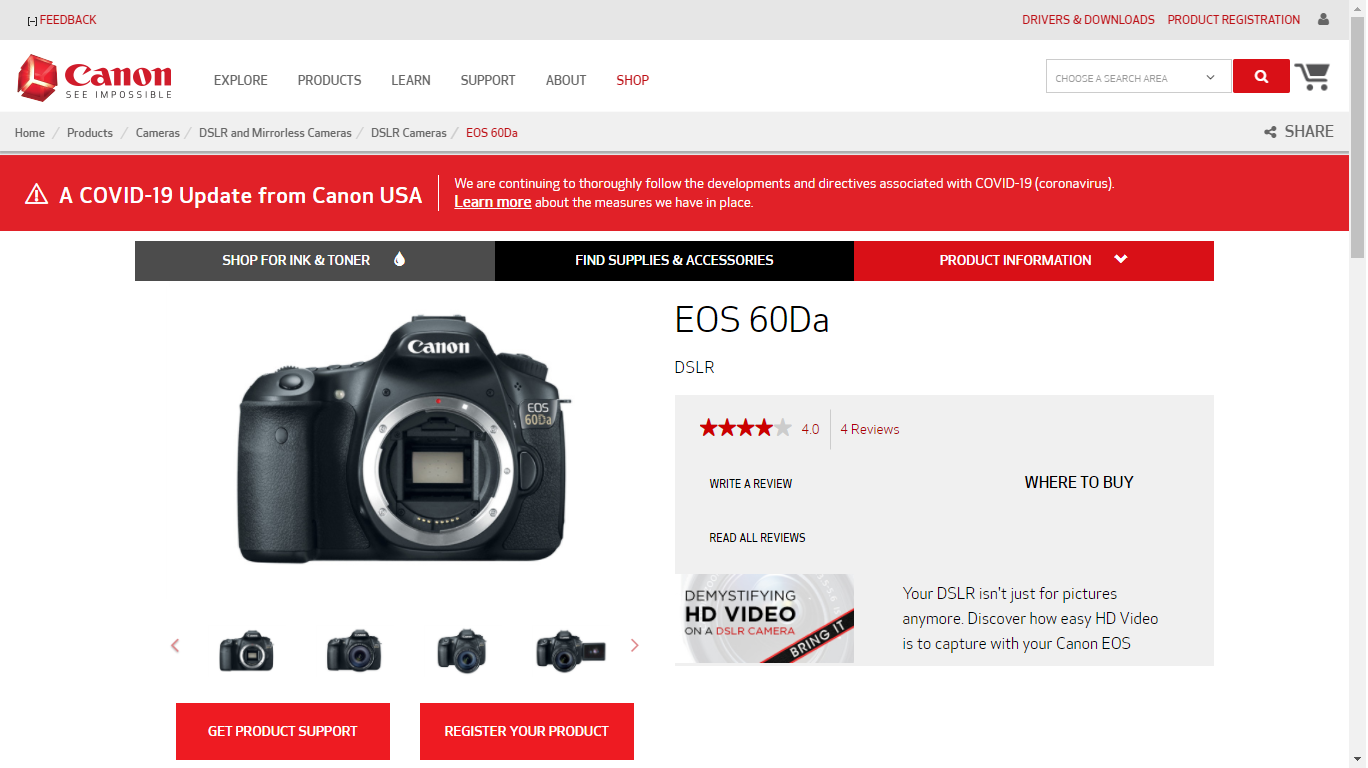 [–] FEEDBACK
DRIVERS & DOWNLOADS PRODUCT REGISTRATION
Canon
SEE IMPOSSIBLE
EXPLORE PRODUCTS LEARN SUPPORT ABOUT SHOP
CHOOSE A SEARCH AREA
Home / Products / Cameras / DSLR and Mirrorless Cameras / DSLR Cameras / EOS 60Da
SHARE
A COVID-19 Update from Canon USA
We are continuing to thoroughly follow the developments and directives associated with COVID-19 (coronavirus).
Learn more about the measures we have in place.
SHOP FOR INK & TONER
FIND SUPPLIES & ACCESSORIES
PRODUCT INFORMATION
Canon
EOS
60Da
EOS 60Da
DSLR
4.0 4 Reviews
WRITE A REVIEW
WHERE TO BUY
READ ALL REVIEWS
DEMYSTIFYING
HD VIDEO
ON A DSLR CAMERA
BRING IT
Your DSLR isn't just for pictures
anymore. Discover how easy HD Video
is to capture with your Canon EOS
GET PRODUCT SUPPORT
REGISTER YOUR PRODUCT